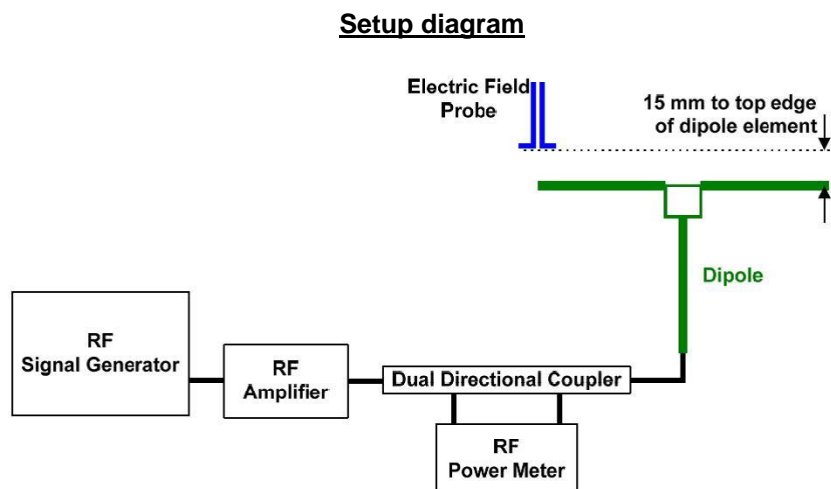 Setup diagram
Electric Field
Probe
15 mm to top edge
of dipole element
Dipole
RF
Signal Generator
RF
Amplifier
Dual Directional Coupler
RF
Power Meter